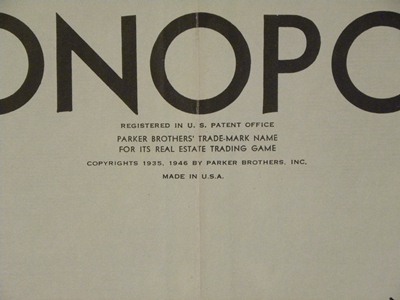 ONOPO
REGISTERED IN U. S. PATENT OFFICE
PARKER BROTHERS' TRADE-MARK NAME
FOR ITS REAL ESTATE TRADING GAME
COPYRIGHTS 1935, 1946 BY PARKER BROTHERS, INC.
MADE IN U.S.A.